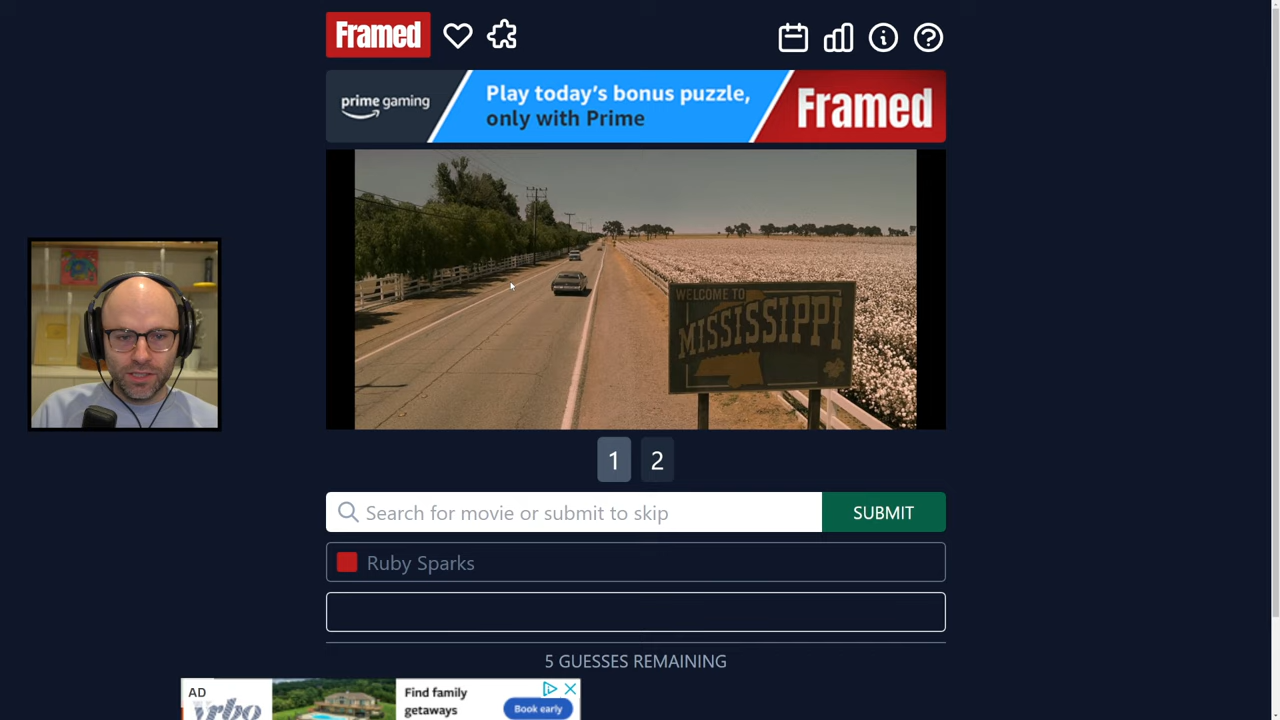 Framed
prime gaming
Play today's bonus puzzle,
only with Prime
Framed
WELCOME TO
MISSISSIPPI
1 2
Search for movie or submit to skip
SUBMIT
Ruby Sparks
5 GUESSES REMAINING
AD
vrbo
Find family
getaways
Book early